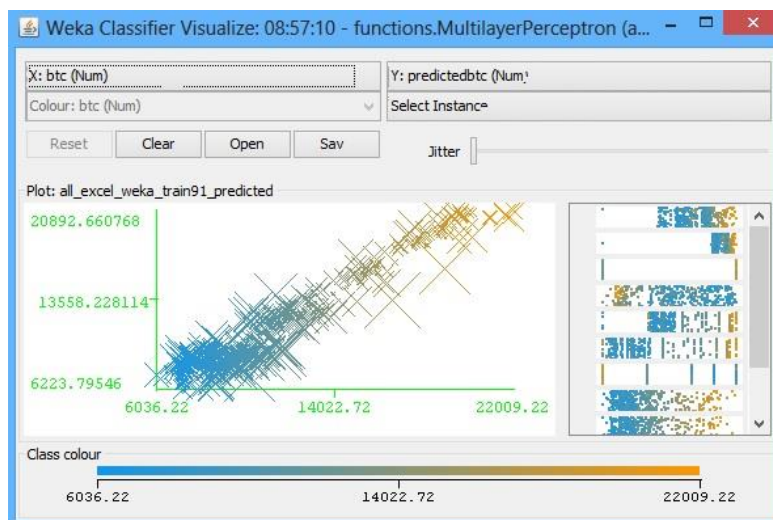 Weka Classifier Visualize: 08:57:10 - functions.MultilayerPerceptron (a...
X: btc (Num)
Y: predictedbtc (Num)
Colour: btc (Num)
Select Instance
Reset
Clear
Open
Sav
Jitter
Plot: all_excel_weka_train91_predicted
20892.660768
13558.228114
6223.79546
6036.22
14022.72
22009.22
Class colour
6036.22
14022.72
22009.22